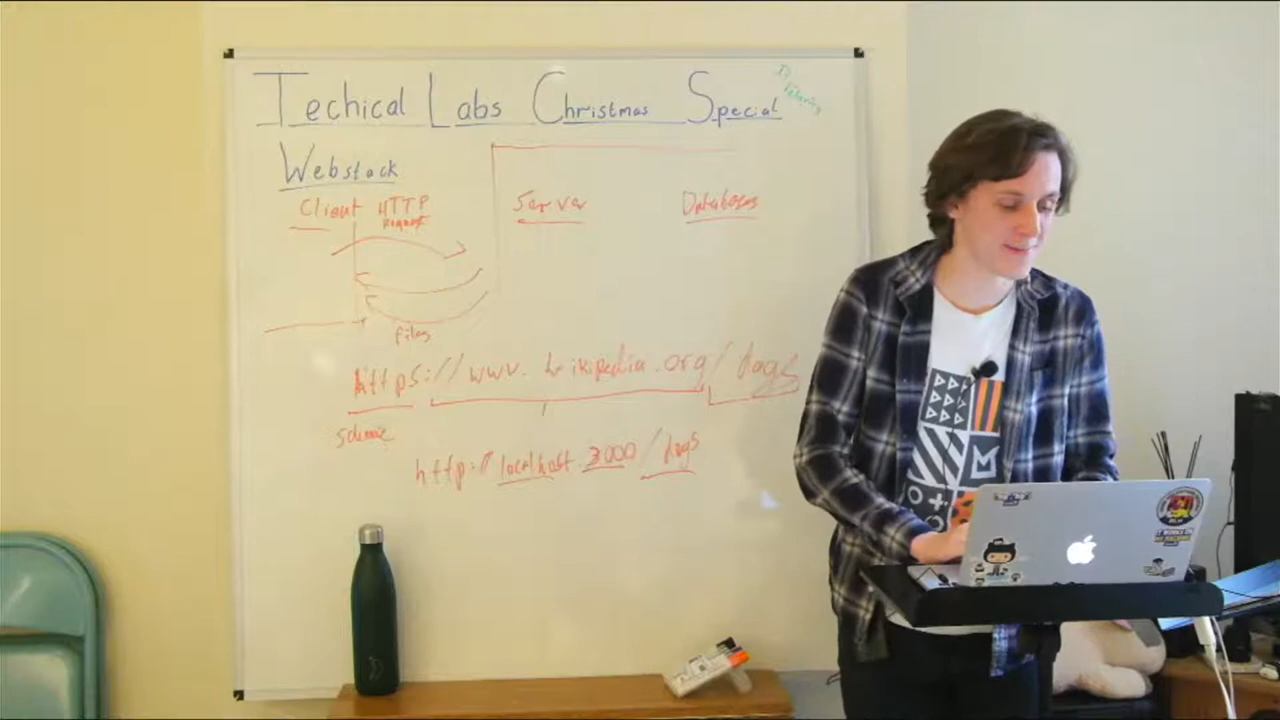 Techical Labs Christmas Special
Webstack
Client HTTP Server Databases
Request
files
https://www.wikipedia.org/dogs
Scheme
http://localhost:3000/dogs